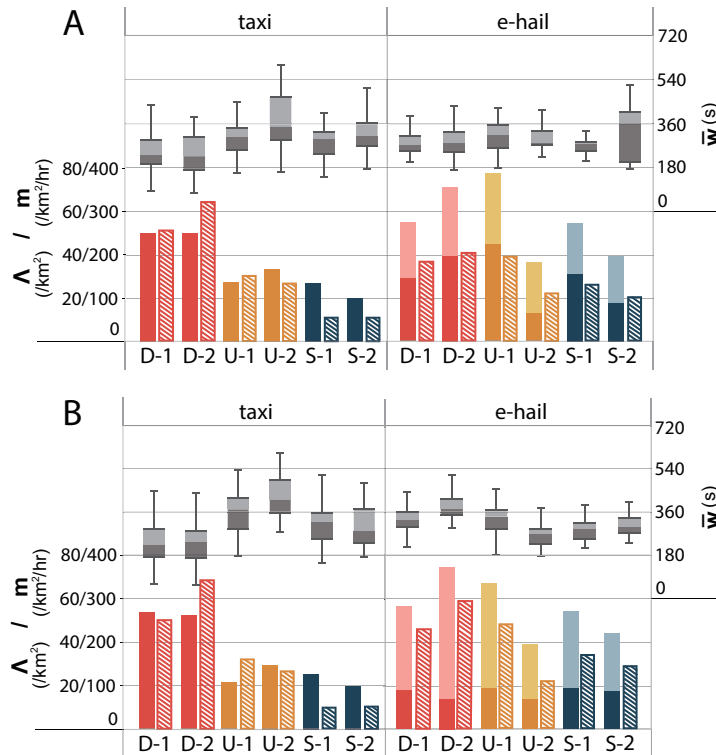 A
taxi
e-hail
720
540
360
180
0
w̅ (s)
80/400
60/300
40/200
20/100
0
Λ / m
(/km²) (/km²/hr)
D-1 D-2 U-1 U-2 S-1 S-2
D-1 D-2 U-1 U-2 S-1 S-2
B
taxi
e-hail
720
540
360
180
0
w̅ (s)
80/400
60/300
40/200
20/100
0
Λ / m
(/km²) (/km²/hr)
D-1 D-2 U-1 U-2 S-1 S-2
D-1 D-2 U-1 U-2 S-1 S-2